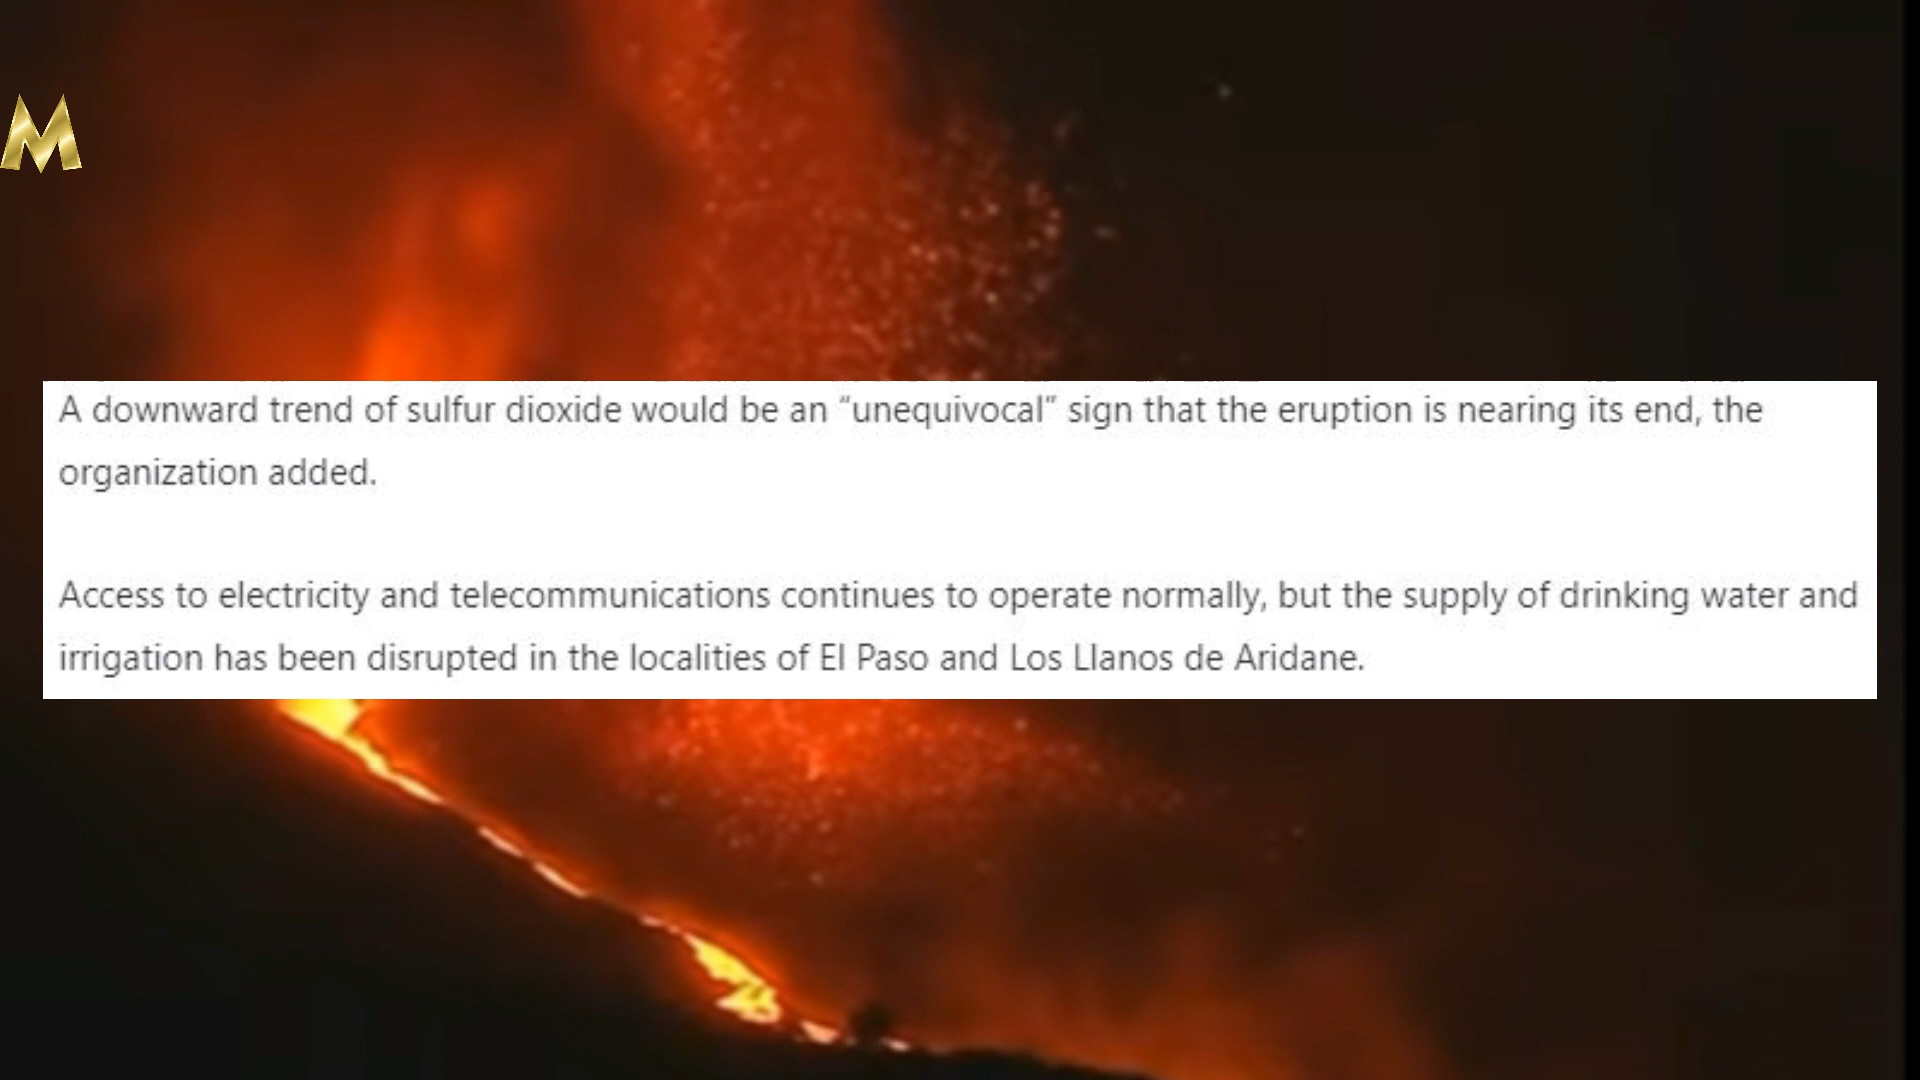 M
A downward trend of sulfur dioxide would be an “unequivocal” sign that the eruption is nearing its end, the
organization added.
Access to electricity and telecommunications continues to operate normally, but the supply of drinking water and
irrigation has been disrupted in the localities of El Paso and Los Llanos de Aridane.